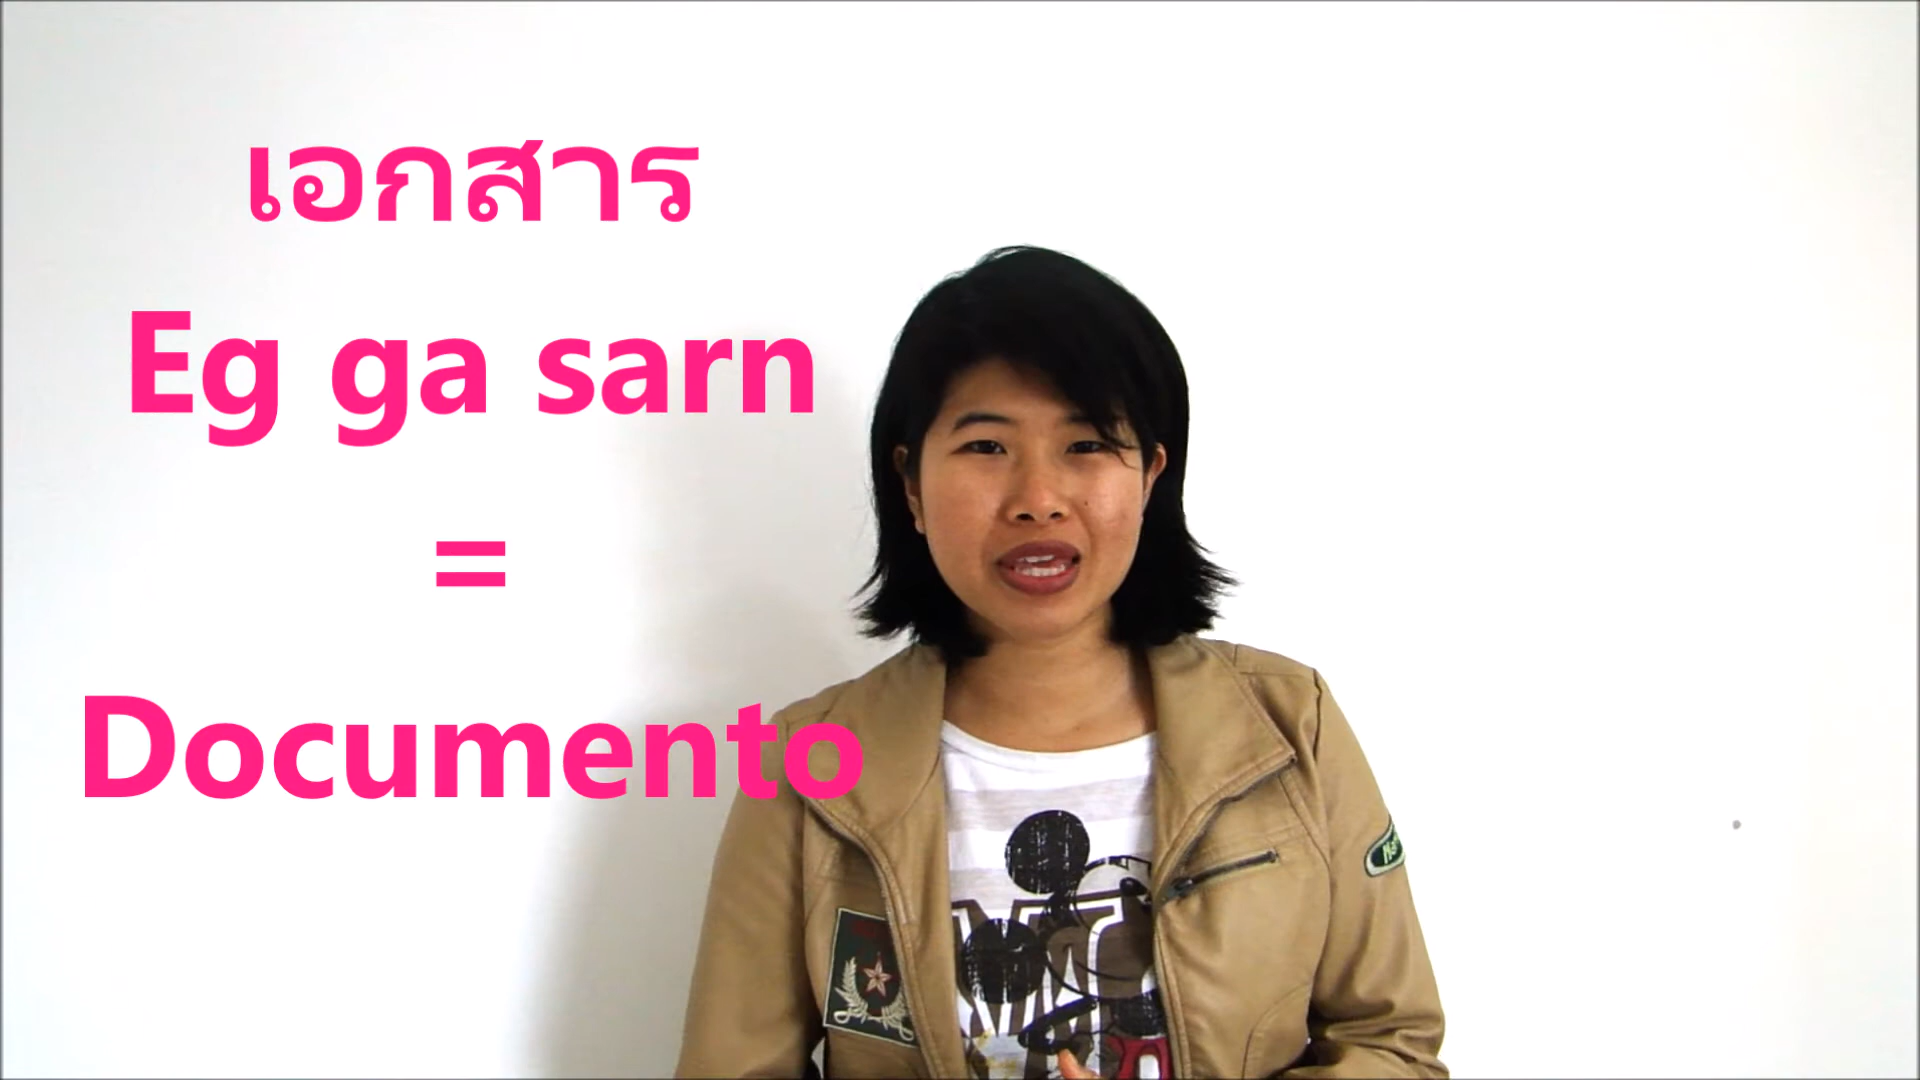 เอกสาร
Eg ga sarn
=
Documento